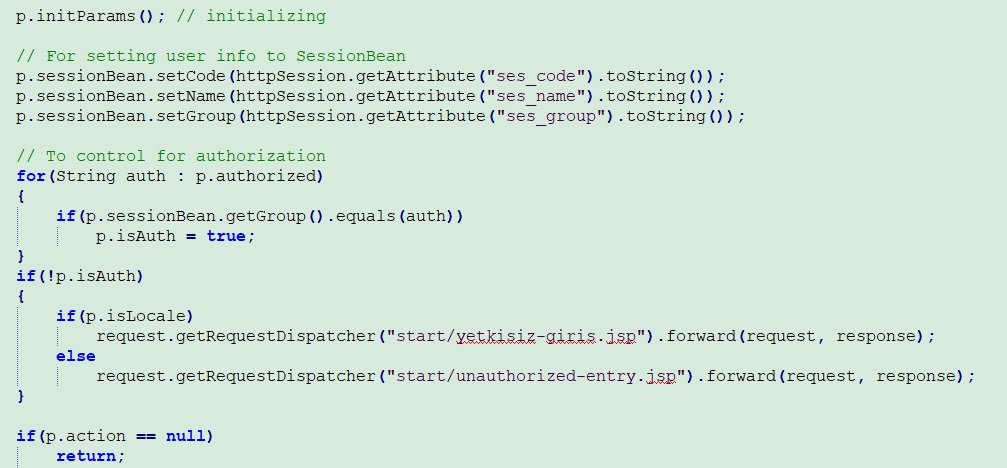 p.initParams(); // initializing
// For setting user info to SessionBean
p.sessionBean.setCode(httpSession.getAttribute("ses_code").toString());
p.sessionBean.setName(httpSession.getAttribute("ses_name").toString());
p.sessionBean.setGroup(httpSession.getAttribute("ses_group").toString());
// To control for authorization
for(String auth : p.authorized)
{
if(p.sessionBean.getGroup().equals(auth))
p.isAuth = true;
}
if(!p.isAuth)
{
if(p.isLocale)
request.getRequestDispatcher("start/yetkisiz-giris.jsp").forward(request, response);
else
request.getRequestDispatcher("start/unauthorized-entry.jsp").forward(request, response);
}
if(p.action == null)
return;